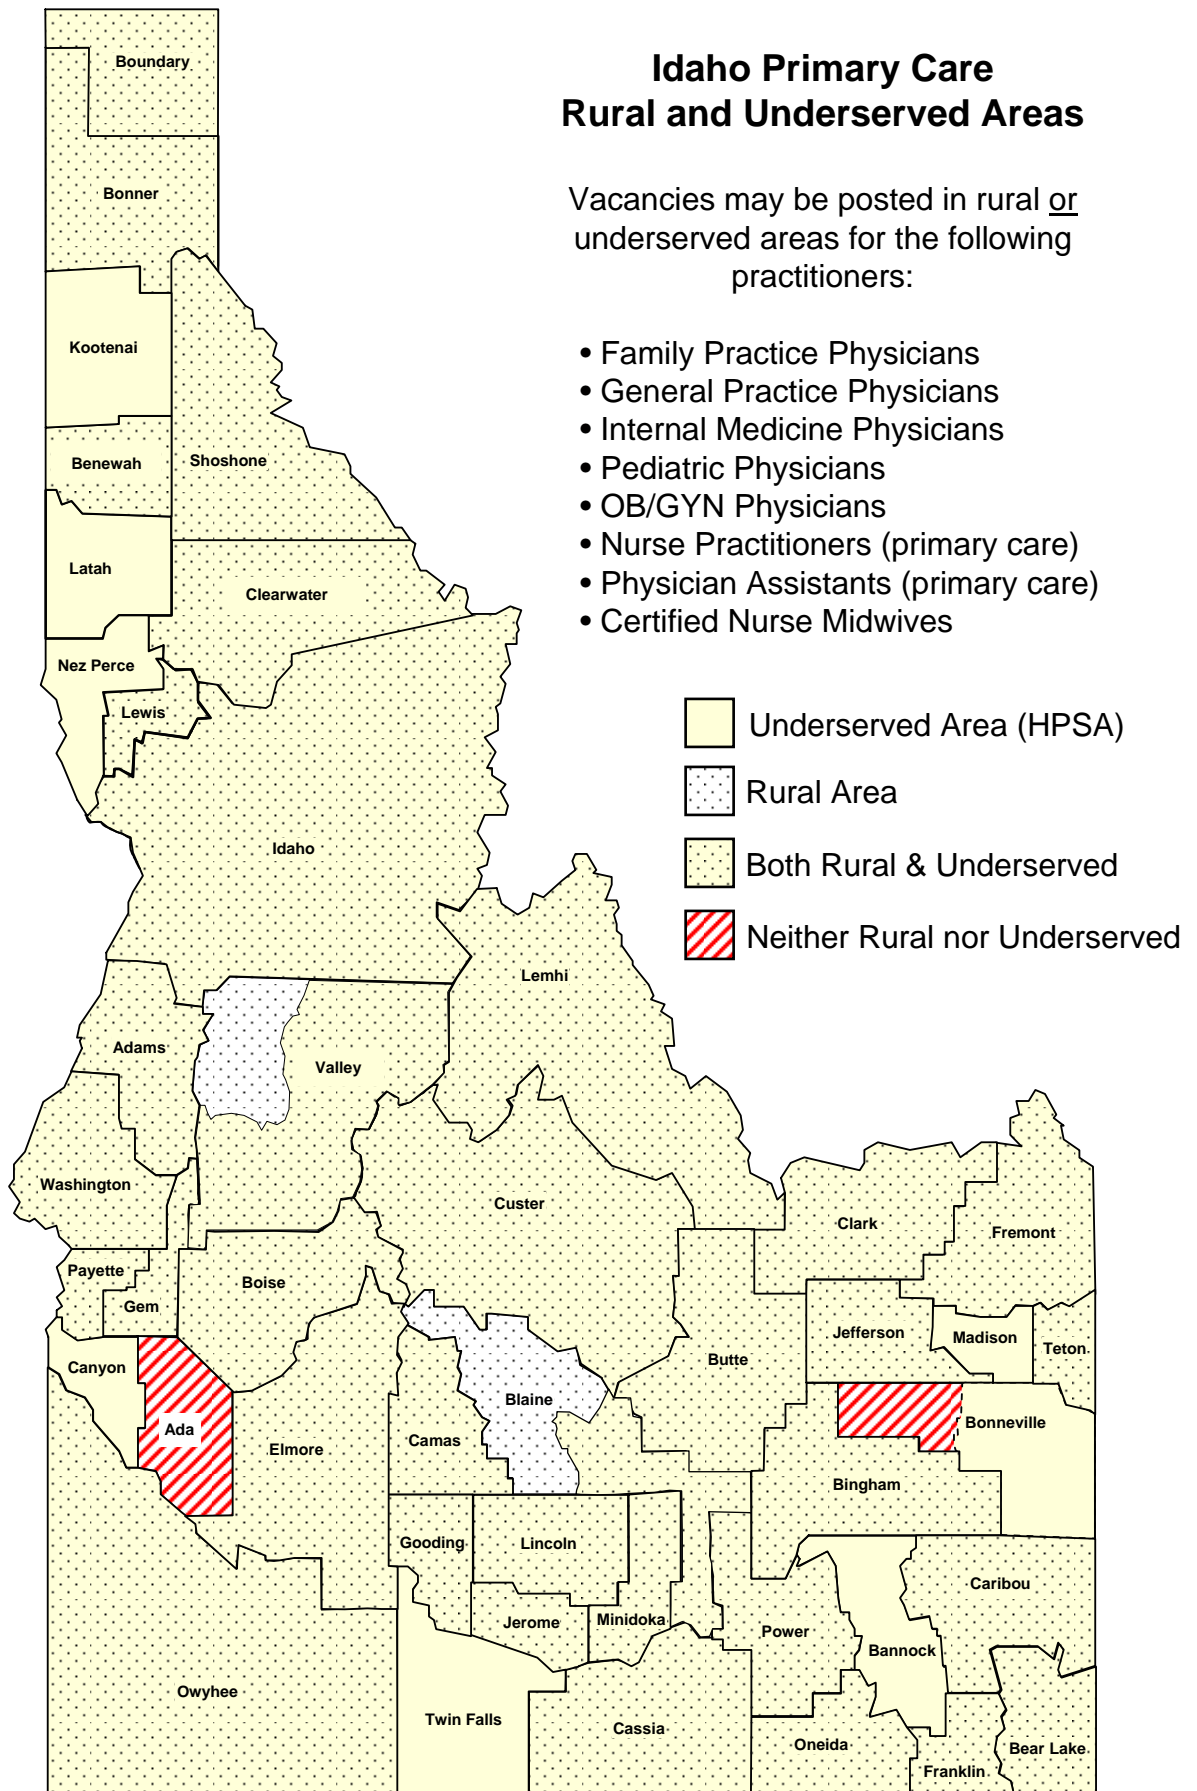 Idaho Primary Care
Rural and Underserved Areas
Vacancies may be posted in rural or
underserved areas for the following
practitioners:
• Family Practice Physicians
• General Practice Physicians
• Internal Medicine Physicians
• Pediatric Physicians
• OB/GYN Physicians
• Nurse Practitioners (primary care)
• Physician Assistants (primary care)
• Certified Nurse Midwives
Underserved Area (HPSA)
Rural Area
Both Rural & Underserved
Neither Rural nor Underserved
Boundary
Bonner
Kootenai
Benewah
Shoshone
Latah
Clearwater
Nez Perce
Lewis
Idaho
Lemhi
Adams
Valley
Washington
Custer
Clark
Fremont
Payette
Boise
Gem
Jefferson
Madison
Teton
Canyon
Butte
Blaine
Ada
Bonneville
Camas
Elmore
Bingham
Gooding
Lincoln
Caribou
Jerome
Minidoka
Power
Bannock
Owyhee
Twin Falls
Cassia
Oneida
Bear Lake
Franklin